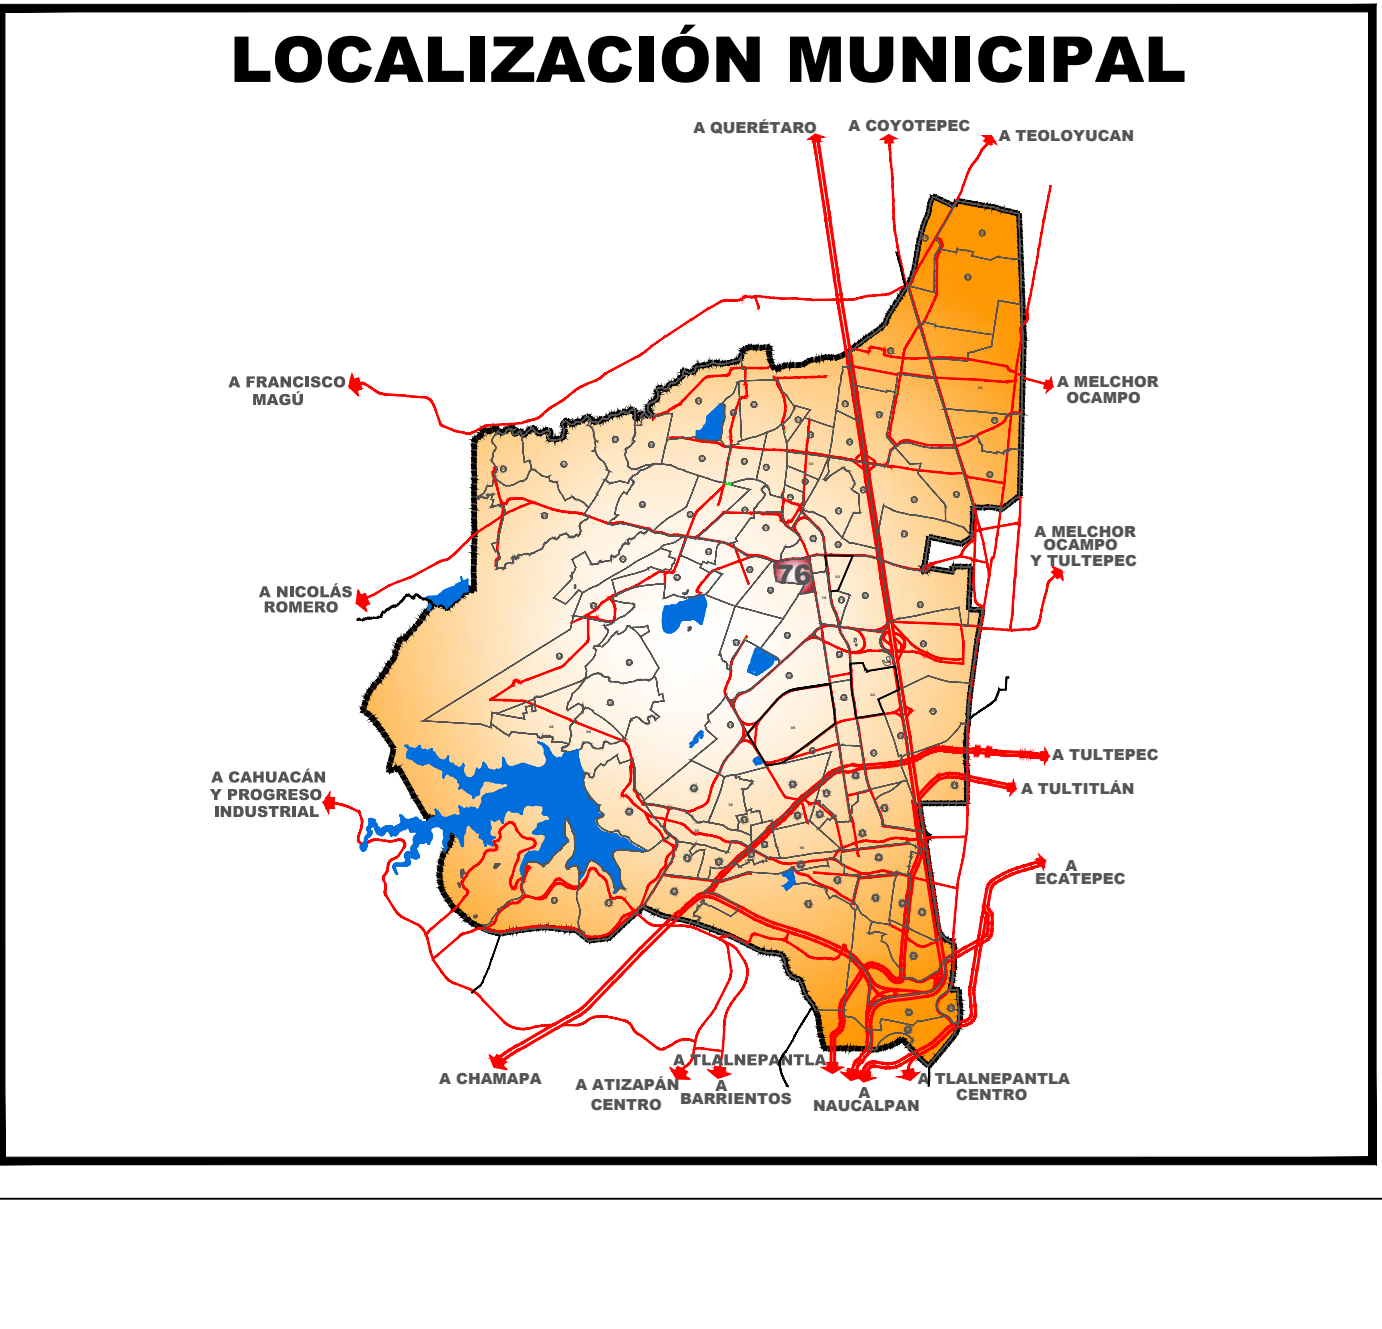 LOCALIZACIÓN MUNICIPAL
A QUERÉTARO
A COYOTEPEC
A TEOLOYUCAN
A FRANCISCO
MAGÚ
A MELCHOR
OCAMPO
A MELCHOR
OCAMPO
Y TULTEPEC
76
A NICOLÁS
ROMERO
A TULTEPEC
A CAHUACÁN
Y PROGRESO
INDUSTRIAL
A TULTITLÁN
A
ECATEPEC
A TLALNEPANTLA
A CHAMAPA
A ATIZAPÁN
CENTRO
A
BARRIENTOS
A
NAUCALPAN
A TLALNEPANTLA
CENTRO